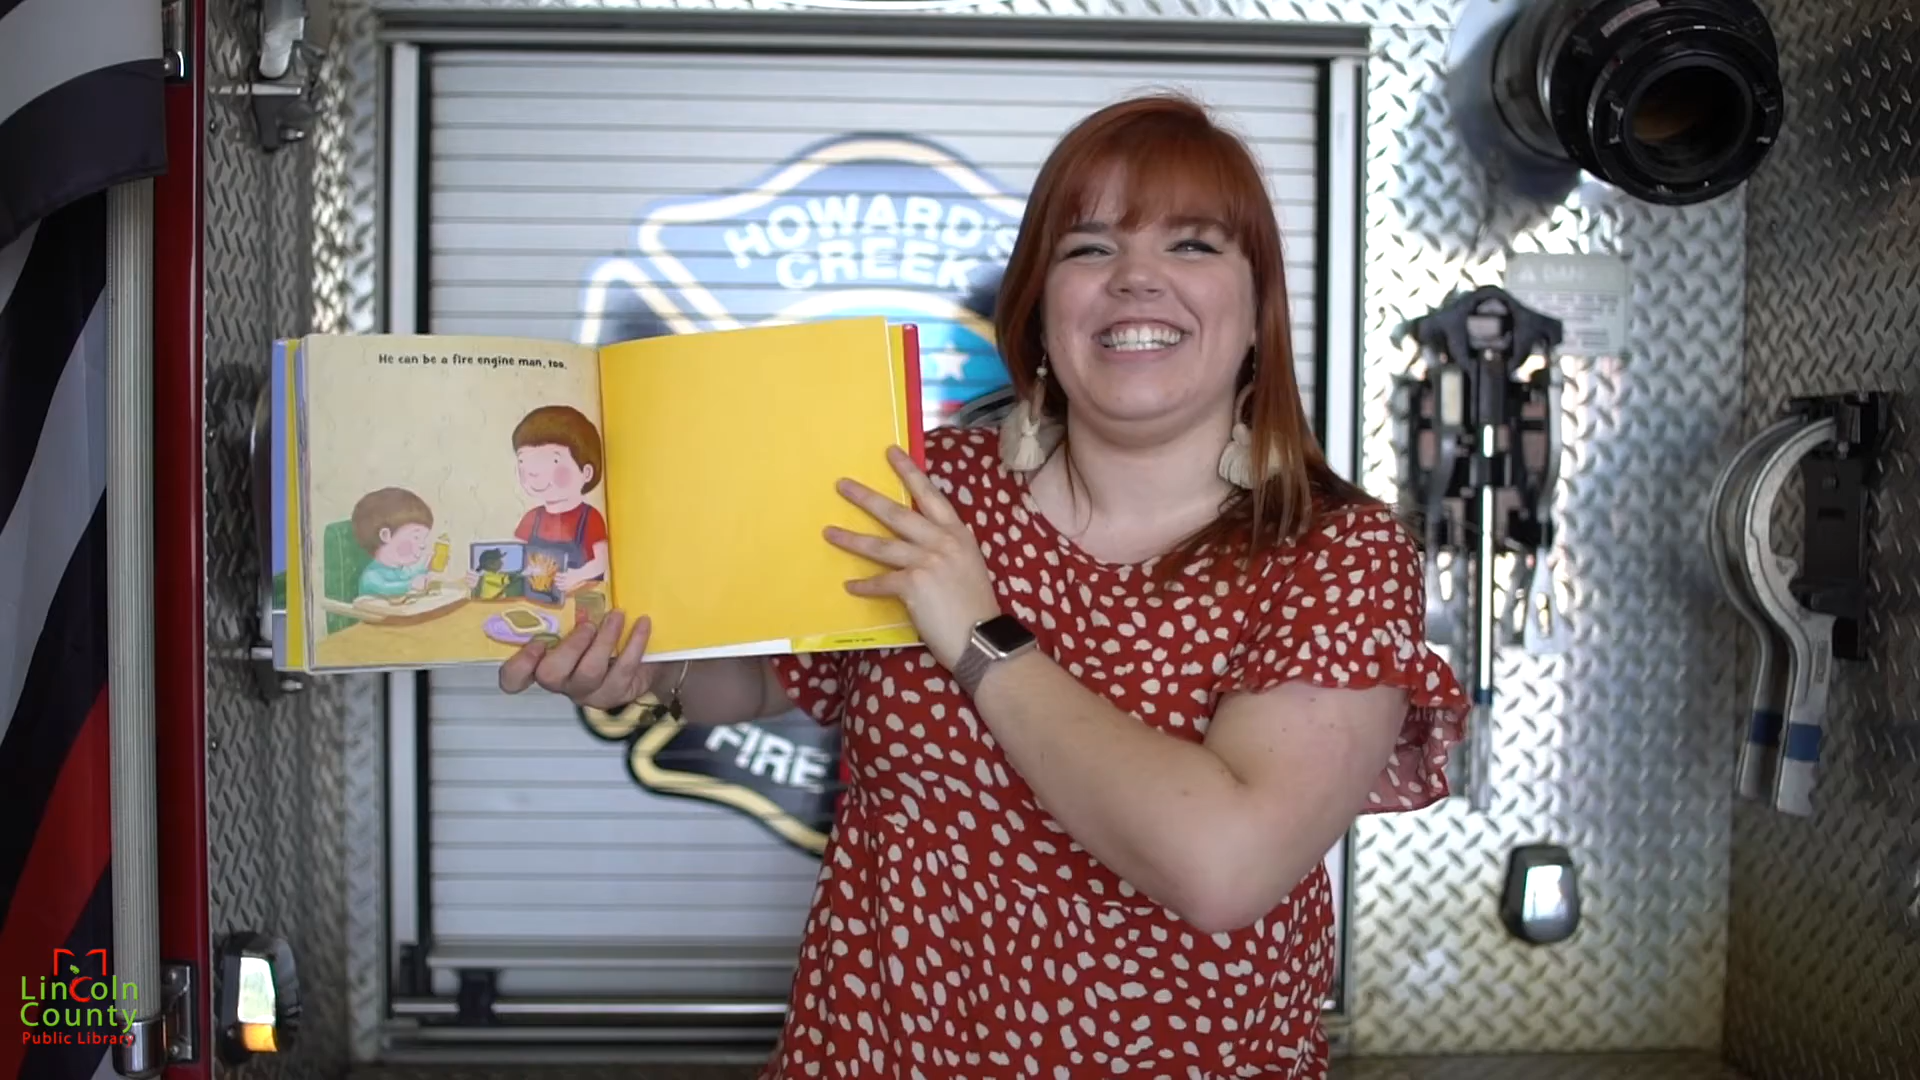 HOWARD'S
CREEK
He can be a fire engine man, too.
FIRE
LinColn
County
Public Library